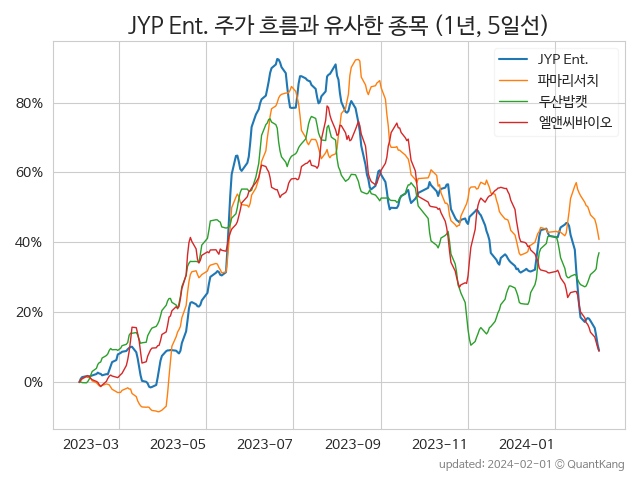 JYP Ent. 주가 흐름과 유사한 종목 (1년, 5일선)
JYP Ent.
파마리서치
두산밥캣
엘앤씨바이오
80%
60%
40%
20%
0%
2023-03 2023-05 2023-07 2023-09 2023-11 2024-01
updated: 2024-02-01 © QuantKang